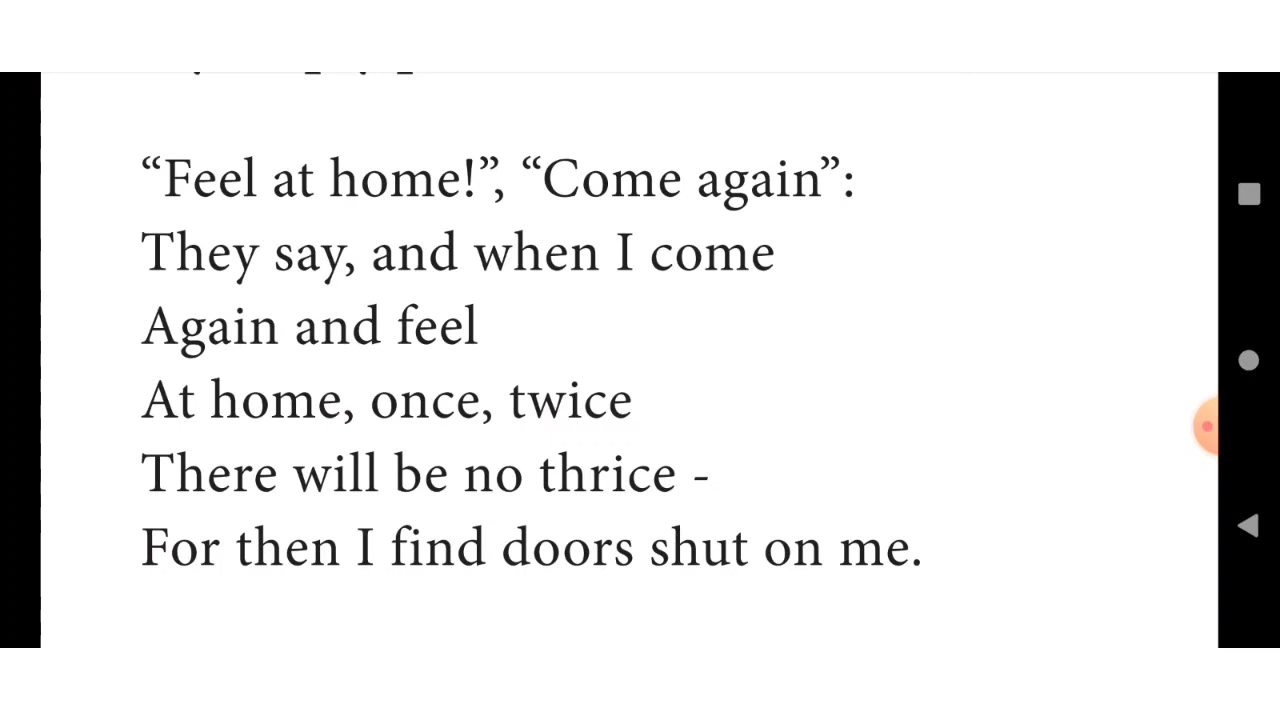 “Feel at home!”, “Come again”:
They say, and when I come
Again and feel
At home, once, twice
There will be no thrice -
For then I find doors shut on me.